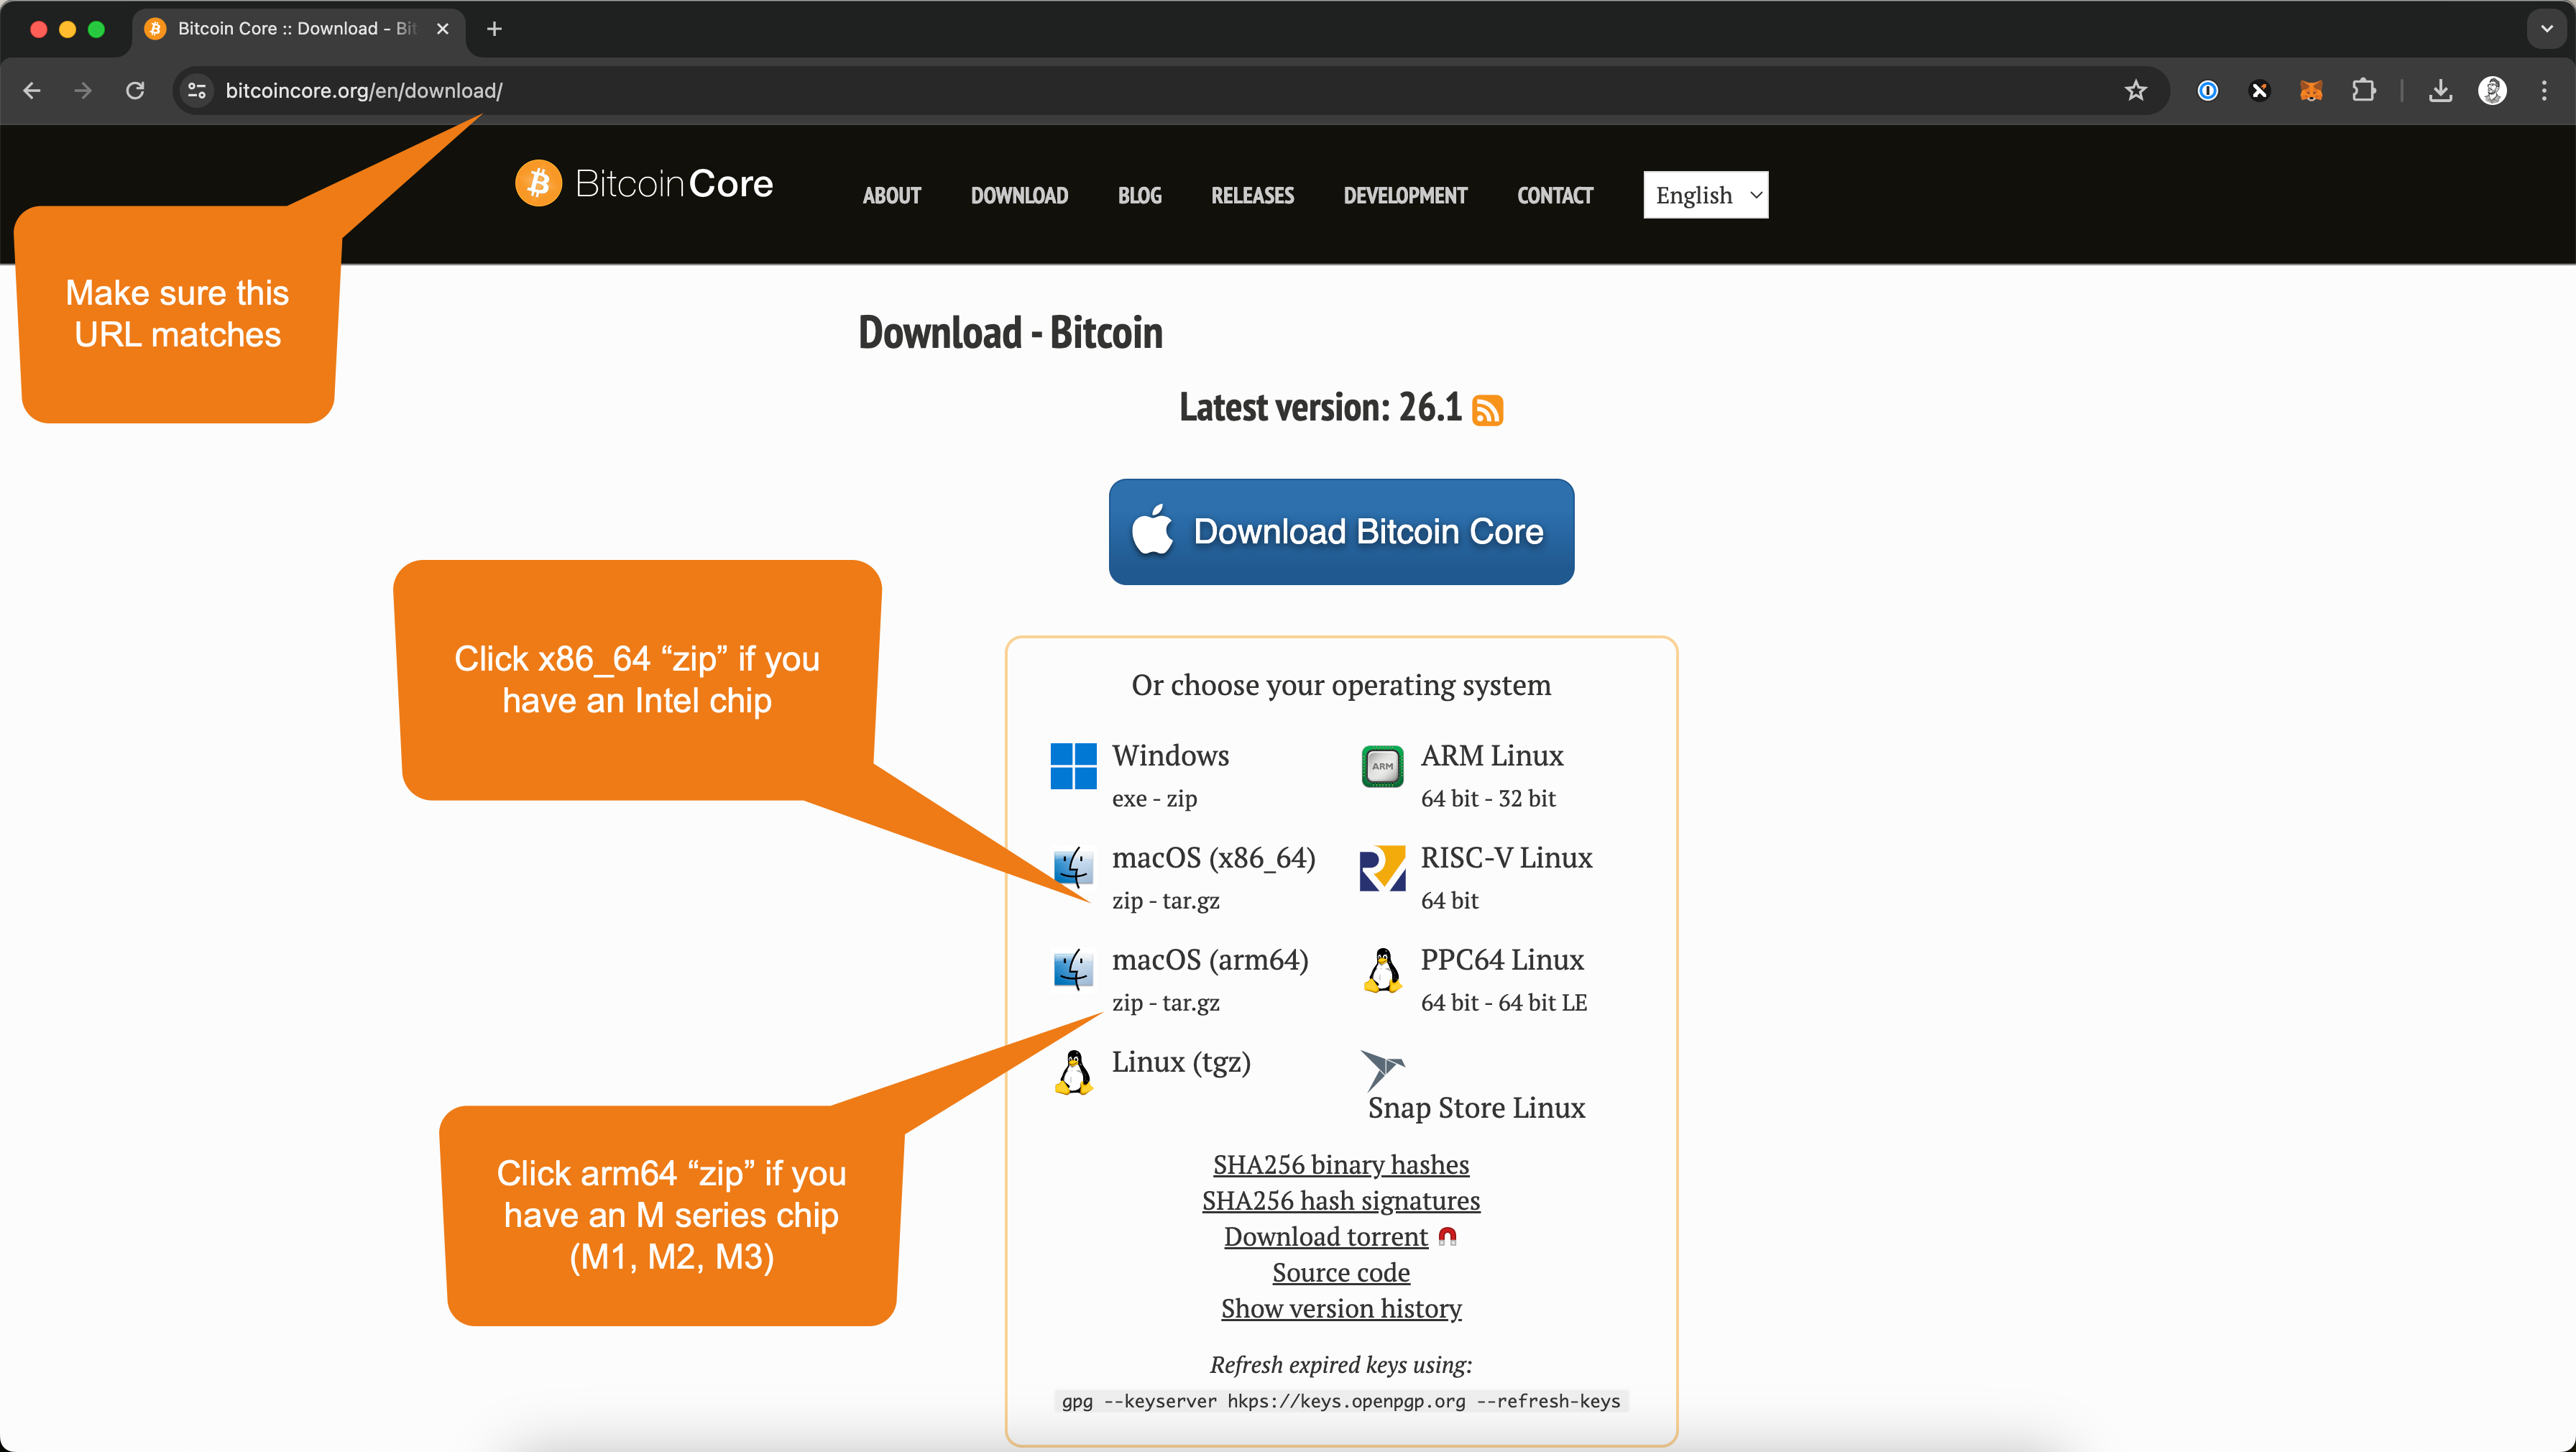 Bitcoin Core :: Download - Bit
bitcoincore.org/en/download/
Bitcoin Core
ABOUT
DOWNLOAD
BLOG
RELEASES
DEVELOPMENT
CONTACT
English
Make sure this
URL matches
Download - Bitcoin
Latest version: 26.1
Download Bitcoin Core
Click x86_64 “zip” if you
have an Intel chip
Or choose your operating system
Windows
exe - zip
ARM
ARM Linux
64 bit - 32 bit
macOS (x86_64)
zip - tar.gz
RISC-V Linux
64 bit
macOS (arm64)
zip - tar.gz
PPC64 Linux
64 bit - 64 bit LE
Linux (tgz)
Snap Store Linux
Click arm64 “zip” if you
have an M series chip
(M1, M2, M3)
SHA256 binary hashes
SHA256 hash signatures
Download torrent
Source code
Show version history
Refresh expired keys using:
gpg --keyserver hkps://keys.openpgp.org --refresh-keys